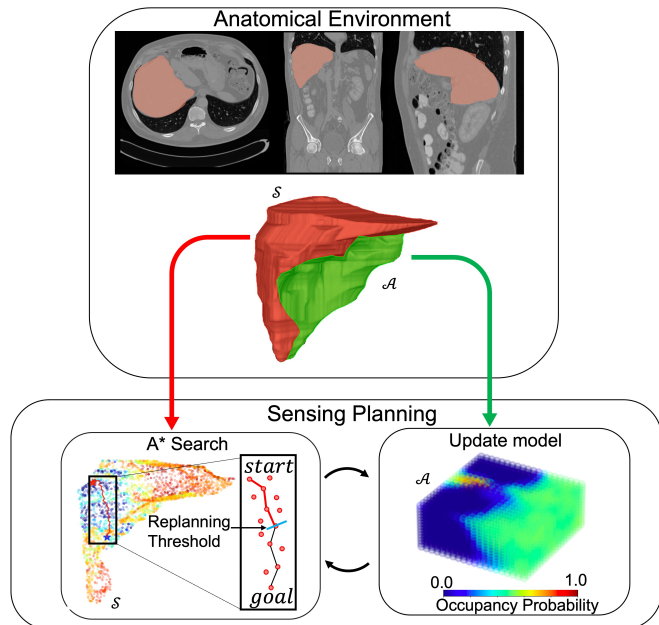 Anatomical Environment
𝒮
𝒜
Sensing Planning
A* Search
start
Replanning
Threshold
goal
𝒮
Update model
𝒜
0.0 1.0
Occupancy Probability